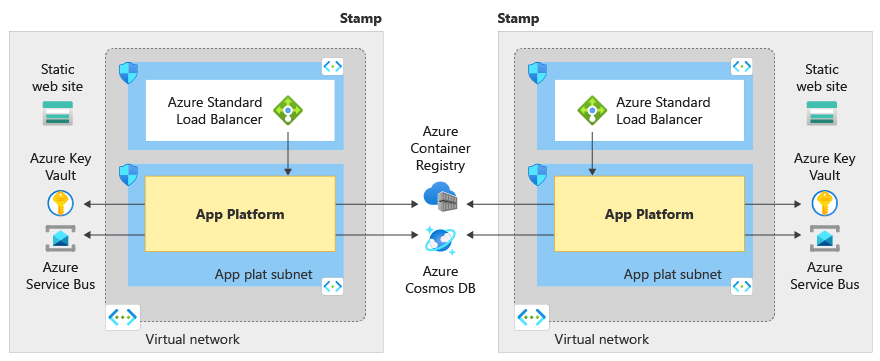 Stamp
Stamp
Static
web site
Azure Key
Vault
Azure
Service Bus
Azure Standard
Load Balancer
App Platform
App plat subnet
Virtual network
Azure
Container
Registry
Azure
Cosmos DB
Azure Standard
Load Balancer
App Platform
App plat subnet
Virtual network
Static
web site
Azure Key
Vault
Azure
Service Bus